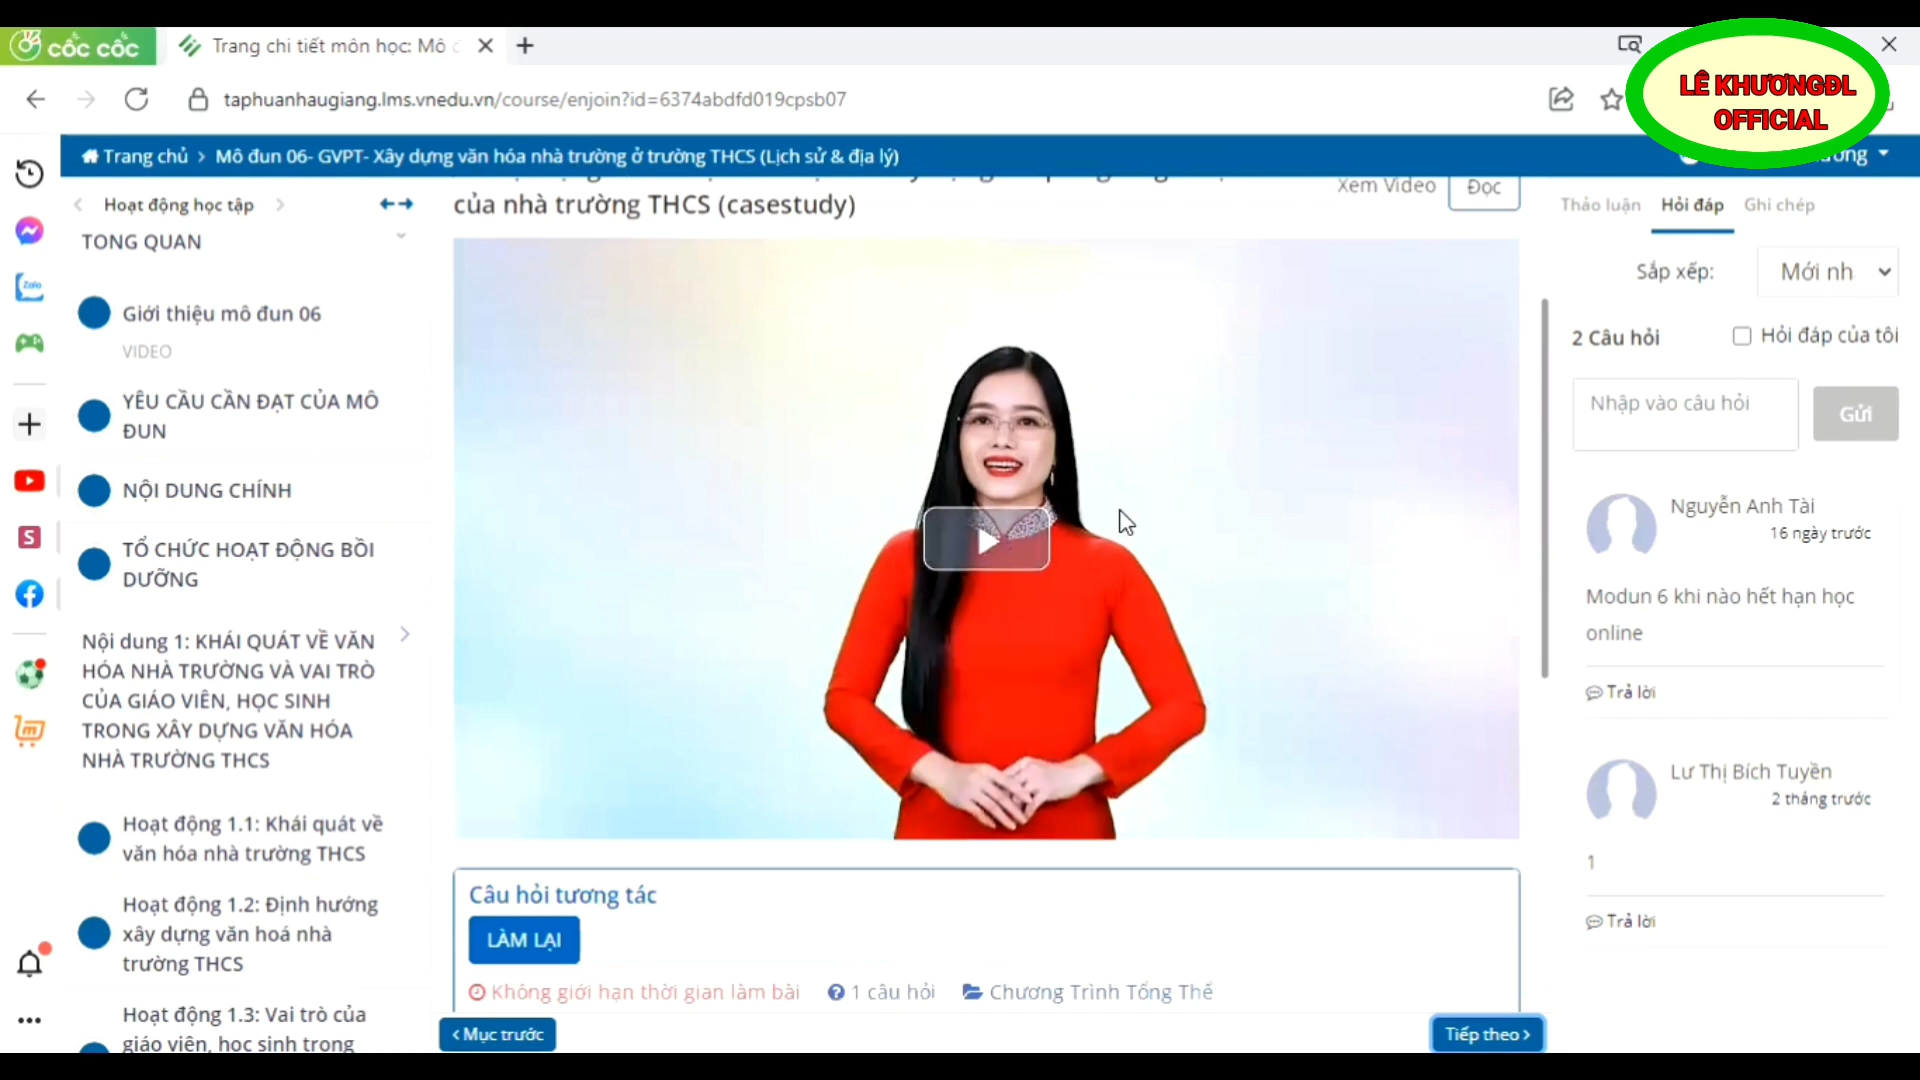 cốc cốc
Trang chi tiết môn học: Mô
taphuanhaugiang.lms.vnedu.vn/course/enjoin?id=6374abdfd019cpsb07
LÊ KHƯƠNGĐL
OFFICIAL
Trang chủ > Mô đun 06- GVPT- Xây dựng văn hóa nhà trường ở trường THCS (Lịch sử & địa lý)
Hoạt động học tập
TONG QUAN
Giới thiệu mô đun 06
VIDEO
YÊU CẦU CẦN ĐẠT CỦA MÔ
ĐUN
NỘI DUNG CHÍNH
TỔ CHỨC HOẠT ĐỘNG BỒI
DƯỠNG
Nội dung 1: KHÁI QUÁT VỀ VĂN
HÓA NHÀ TRƯỜNG VÀ VAI TRÒ
CỦA GIÁO VIÊN, HỌC SINH
TRONG XÂY DỰNG VĂN HÓA
NHÀ TRƯỜNG THCS
Hoạt động 1.1: Khái quát về
văn hóa nhà trường THCS
Hoạt động 1.2: Định hướng
xây dựng văn hoá nhà
trường THCS
Hoạt động 1.3: Vai trò của
giáo viên, học sinh trong
của nhà trường THCS (casestudy)
Xem Video
Đọc
Câu hỏi tương tác
LÀM LẠI
Không giới hạn thời gian làm bài 1 câu hỏi Chương Trình Tổng Thể
Mục trước
Tiếp theo
Thảo luận Hỏi đáp Ghi chép
Sắp xếp: Mới nh
2 Câu hỏi Hỏi đáp của tôi
Nhập vào câu hỏi
Gửi
Nguyễn Anh Tài
16 ngày trước
Modun 6 khi nào hết hạn học
online
Trả lời
Lư Thị Bích Tuyền
2 tháng trước
1
Trả lời
Zalo
S
m